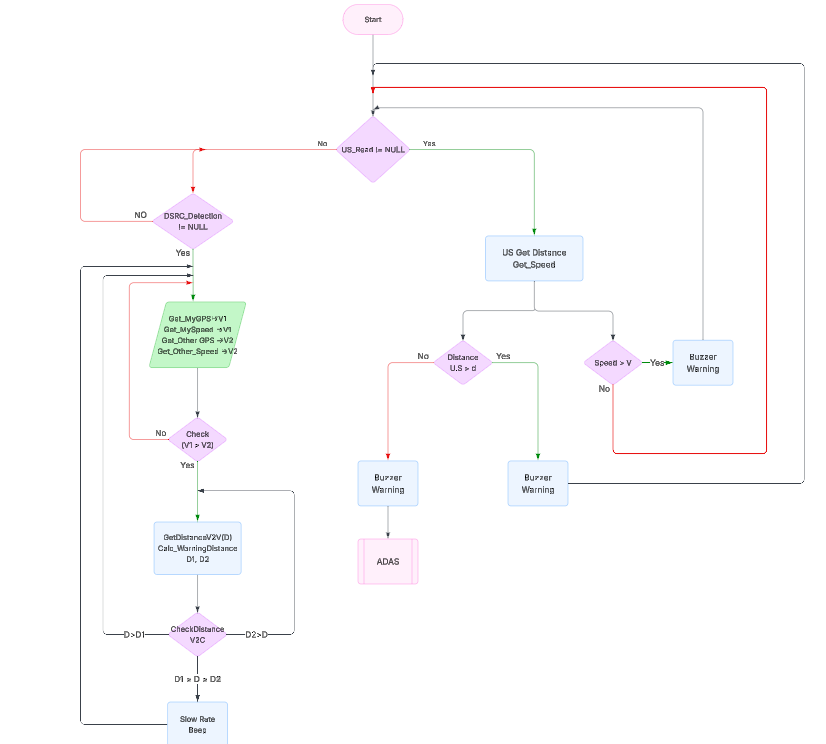 Start
No
US_Read != NULL
Yes
NO
DSRC_Detection
!= NULL
Yes
US Get Distance
Get_Speed
Get_MyGPS->V1
Get_MySpeed ->V1
Get_Other GPS ->V2
Get_Other_Speed ->V2
No
Distance
U.S > d
Yes
Speed > V
Yes
No
Buzzer
Warning
No
Check
(V1 > V2)
Yes
Buzzer
Warning
Buzzer
Warning
GetDistanceV2V(D)
Calc_WarningDistance
D1, D2
ADAS
D>D1
CheckDistance
V2C
D2>D
D1 > D > D2
Slow Rate
Beep